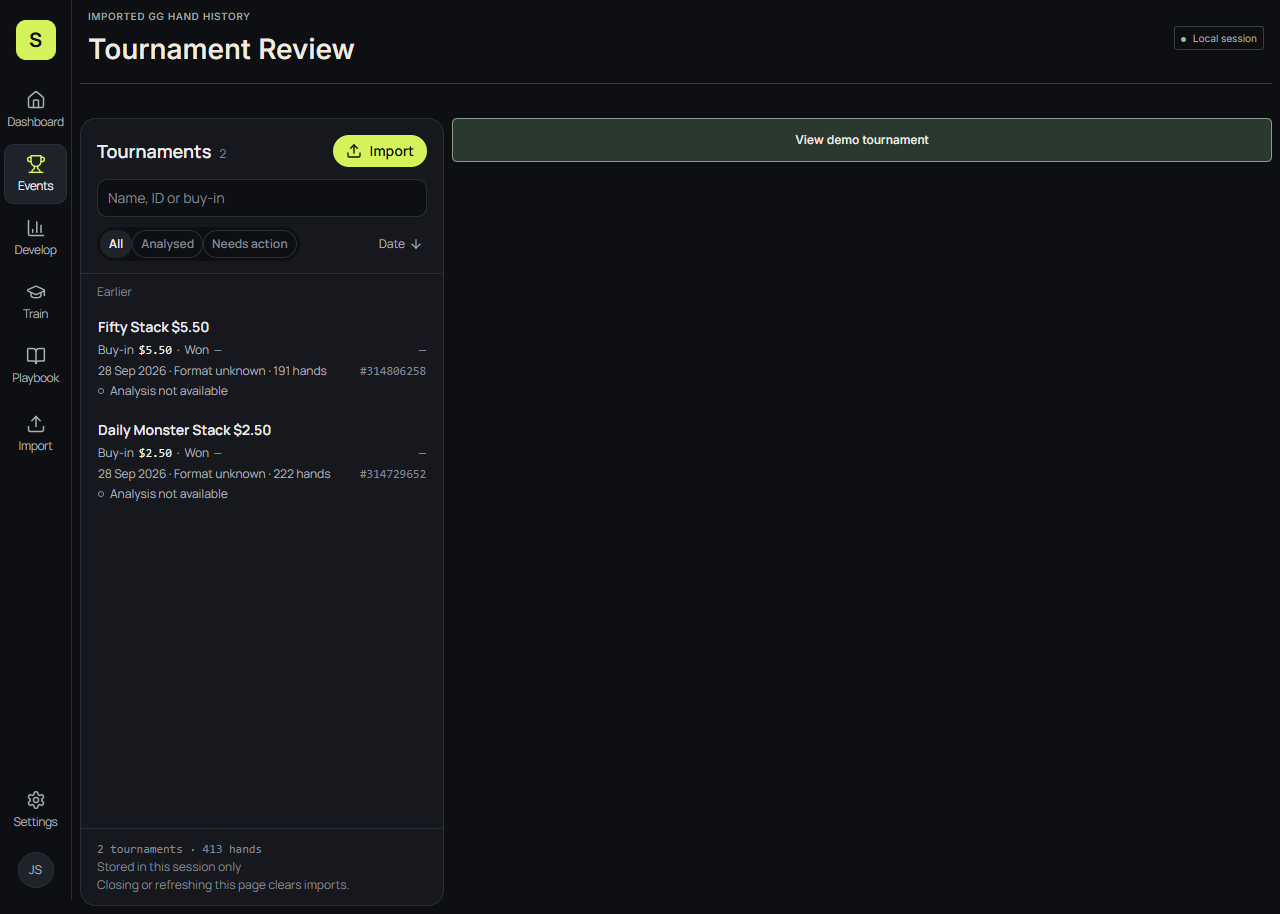 S
Dashboard
Events
Develop
Train
Playbook
Import
Settings
JS
IMPORTED GG HAND HISTORY
Tournament Review
Local session
Tournaments 2
Import
Name, ID or buy-in
All Analysed Needs action Date ↓
Earlier
Fifty Stack $5.50
Buy-in $5.50 · Won — —
28 Sep 2026 · Format unknown · 191 hands #314806258
Analysis not available
Daily Monster Stack $2.50
Buy-in $2.50 · Won — —
28 Sep 2026 · Format unknown · 222 hands #314729652
Analysis not available
2 tournaments · 413 hands
Stored in this session only
Closing or refreshing this page clears imports.
View demo tournament